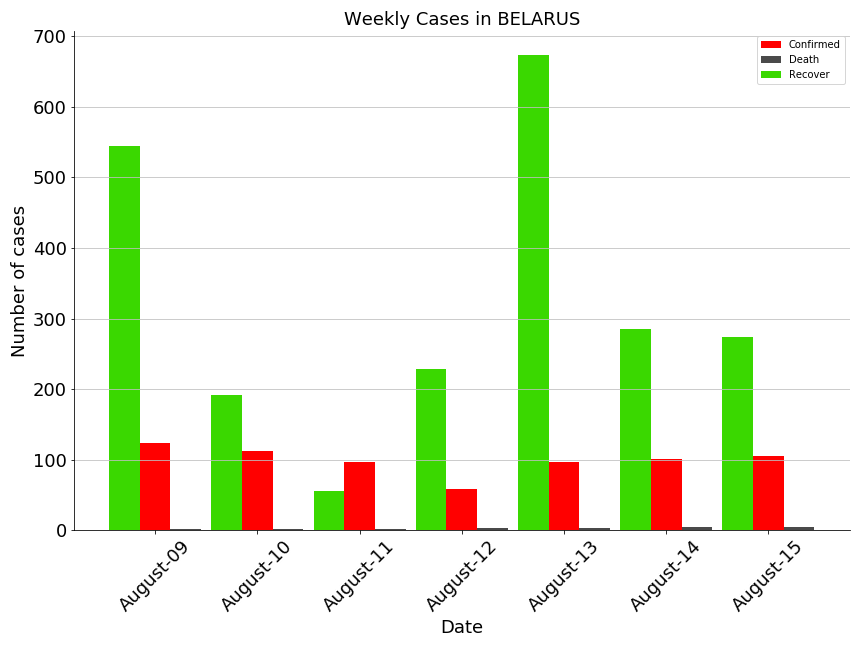 Weekly Cases in BELARUS
Confirmed
Death
Recover
Number of cases
700
600
500
400
300
200
100
0
August-09
August-10
August-11
August-12
August-13
August-14
August-15
Date